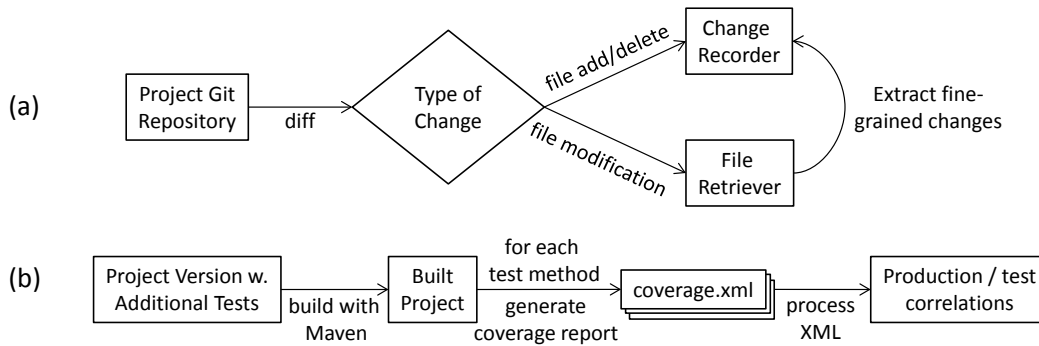 (a)
Project Git
Repository
diff
Type of
Change
file add/delete
file modification
Change
Recorder
File
Retriever
Extract fine-
grained changes
(b)
Project Version w.
Additional Tests
build with
Maven
Built
Project
for each
test method
generate
coverage report
coverage.xml
process
XML
Production / test
correlations